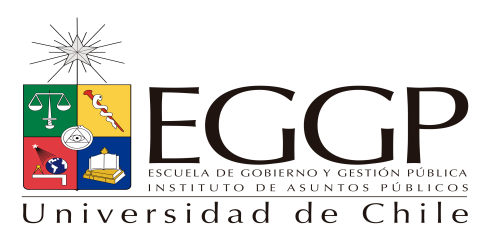 EGGP
ESCUELA DE GOBIERNO Y GESTIÓN PÚBLICA
INSTITUTO DE ASUNTOS PÚBLICOS
Universidad de Chile